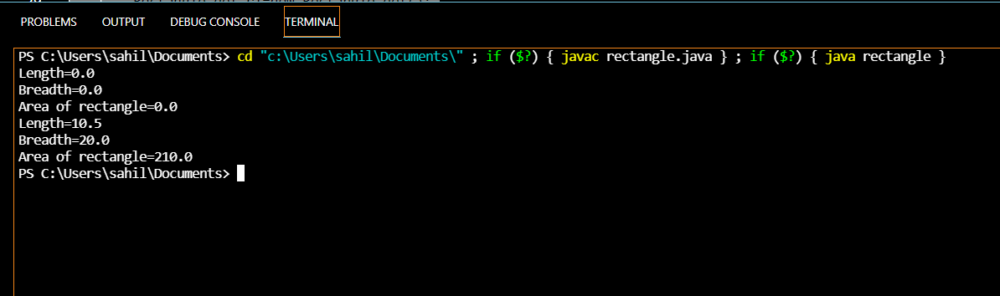 PROBLEMS OUTPUT DEBUG CONSOLE TERMINAL
PS C:\Users\sahil\Documents> cd "c:\Users\sahil\Documents\" ; if ($?) { javac rectangle.java } ; if ($?) { java rectangle }
Length=0.0
Breadth=0.0
Area of rectangle=0.0
Length=10.5
Breadth=20.0
Area of rectangle=210.0
PS C:\Users\sahil\Documents>